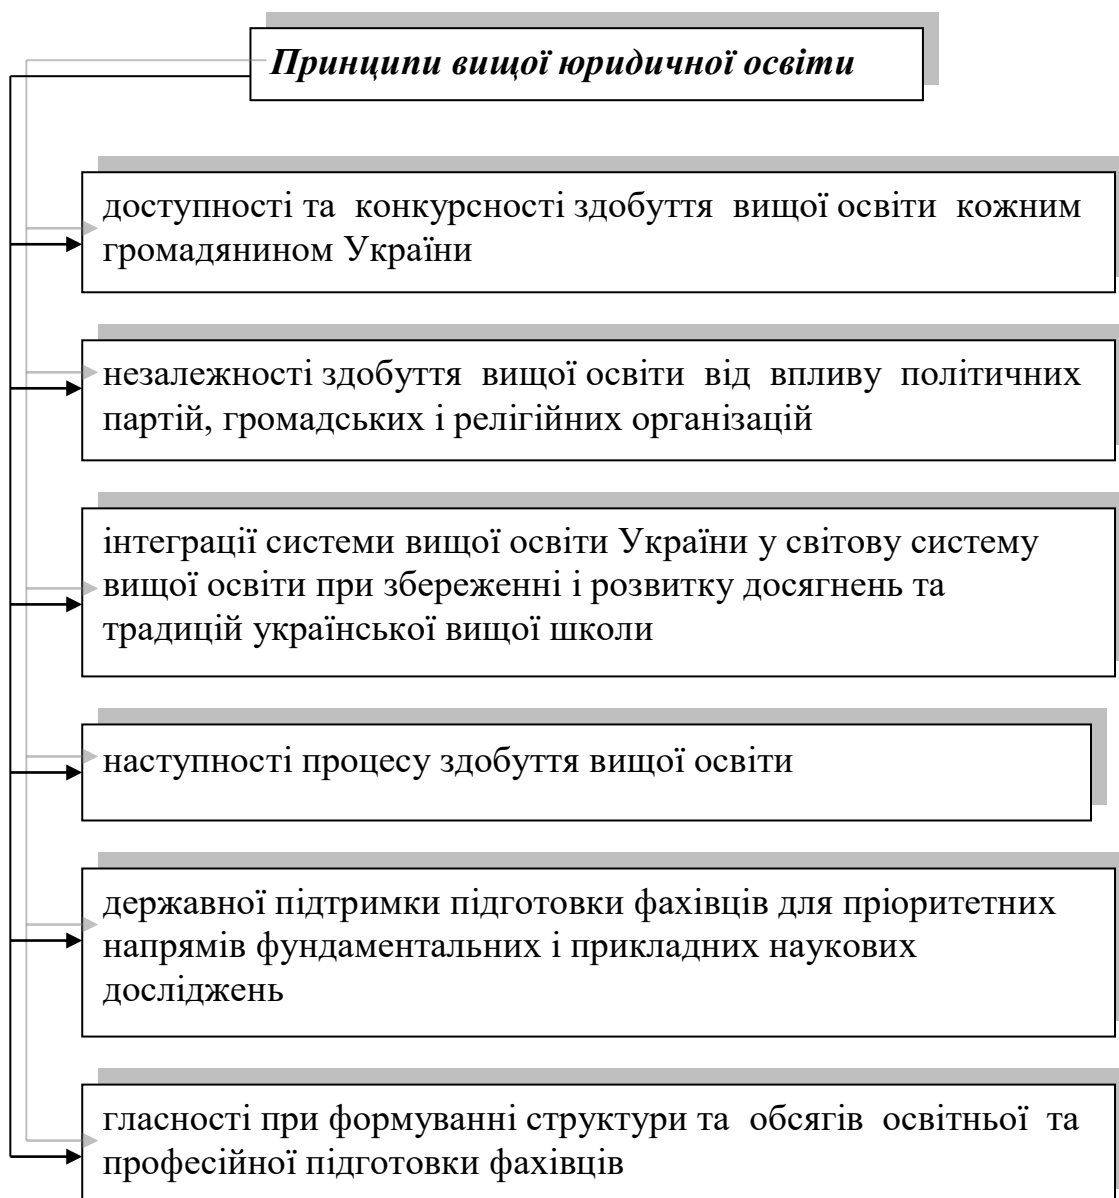 Принципи вищої юридичної освіти
доступності та конкурсності здобуття вищої освіти кожним
громадянином України
незалежності здобуття вищої освіти від впливу політичних
партій, громадських і релігійних організацій
інтеграції системи вищої освіти України у світову систему
вищої освіти при збереженні і розвитку досягнень та
традицій української вищої школи
наступності процесу здобуття вищої освіти
державної підтримки підготовки фахівців для пріоритетних
напрямів фундаментальних і прикладних наукових
досліджень
гласності при формуванні структури та обсягів освітньої та
професійної підготовки фахівців